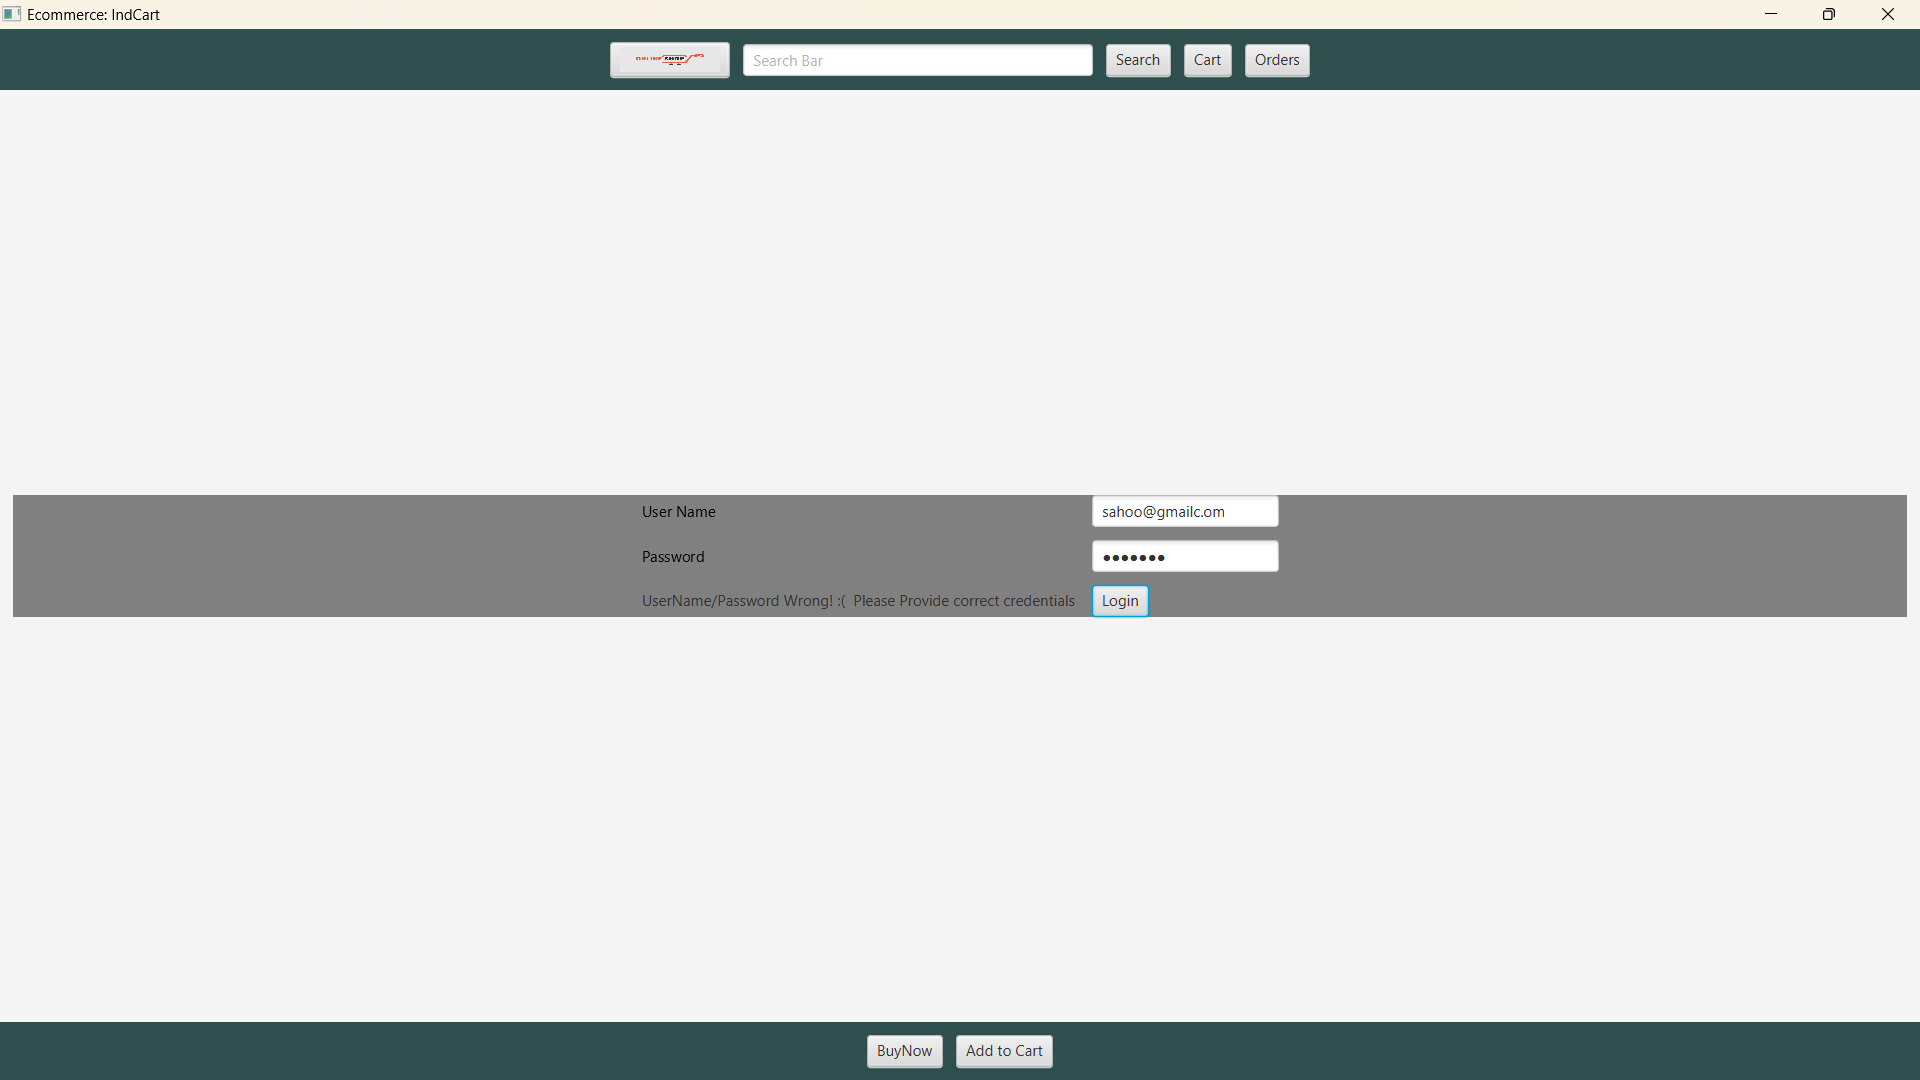 Ecommerce: IndCart
SHOP Search Bar Search Cart Orders
User Name sahoo@gmailc.om
Password •••••••
UserName/Password Wrong! :( Please Provide correct credentials Login
BuyNow Add to Cart